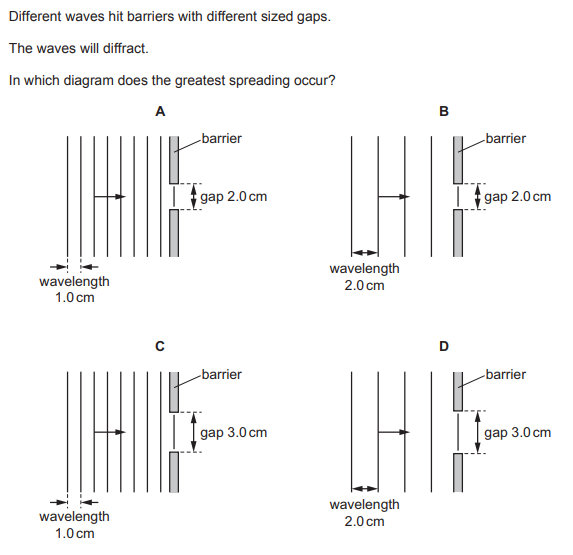 Different waves hit barriers with different sized gaps.
The waves will diffract.
In which diagram does the greatest spreading occur?
A
barrier
gap 2.0 cm
wavelength
1.0 cm
B
barrier
gap 2.0 cm
wavelength
2.0 cm
C
barrier
gap 3.0 cm
wavelength
1.0 cm
D
barrier
gap 3.0 cm
wavelength
2.0 cm